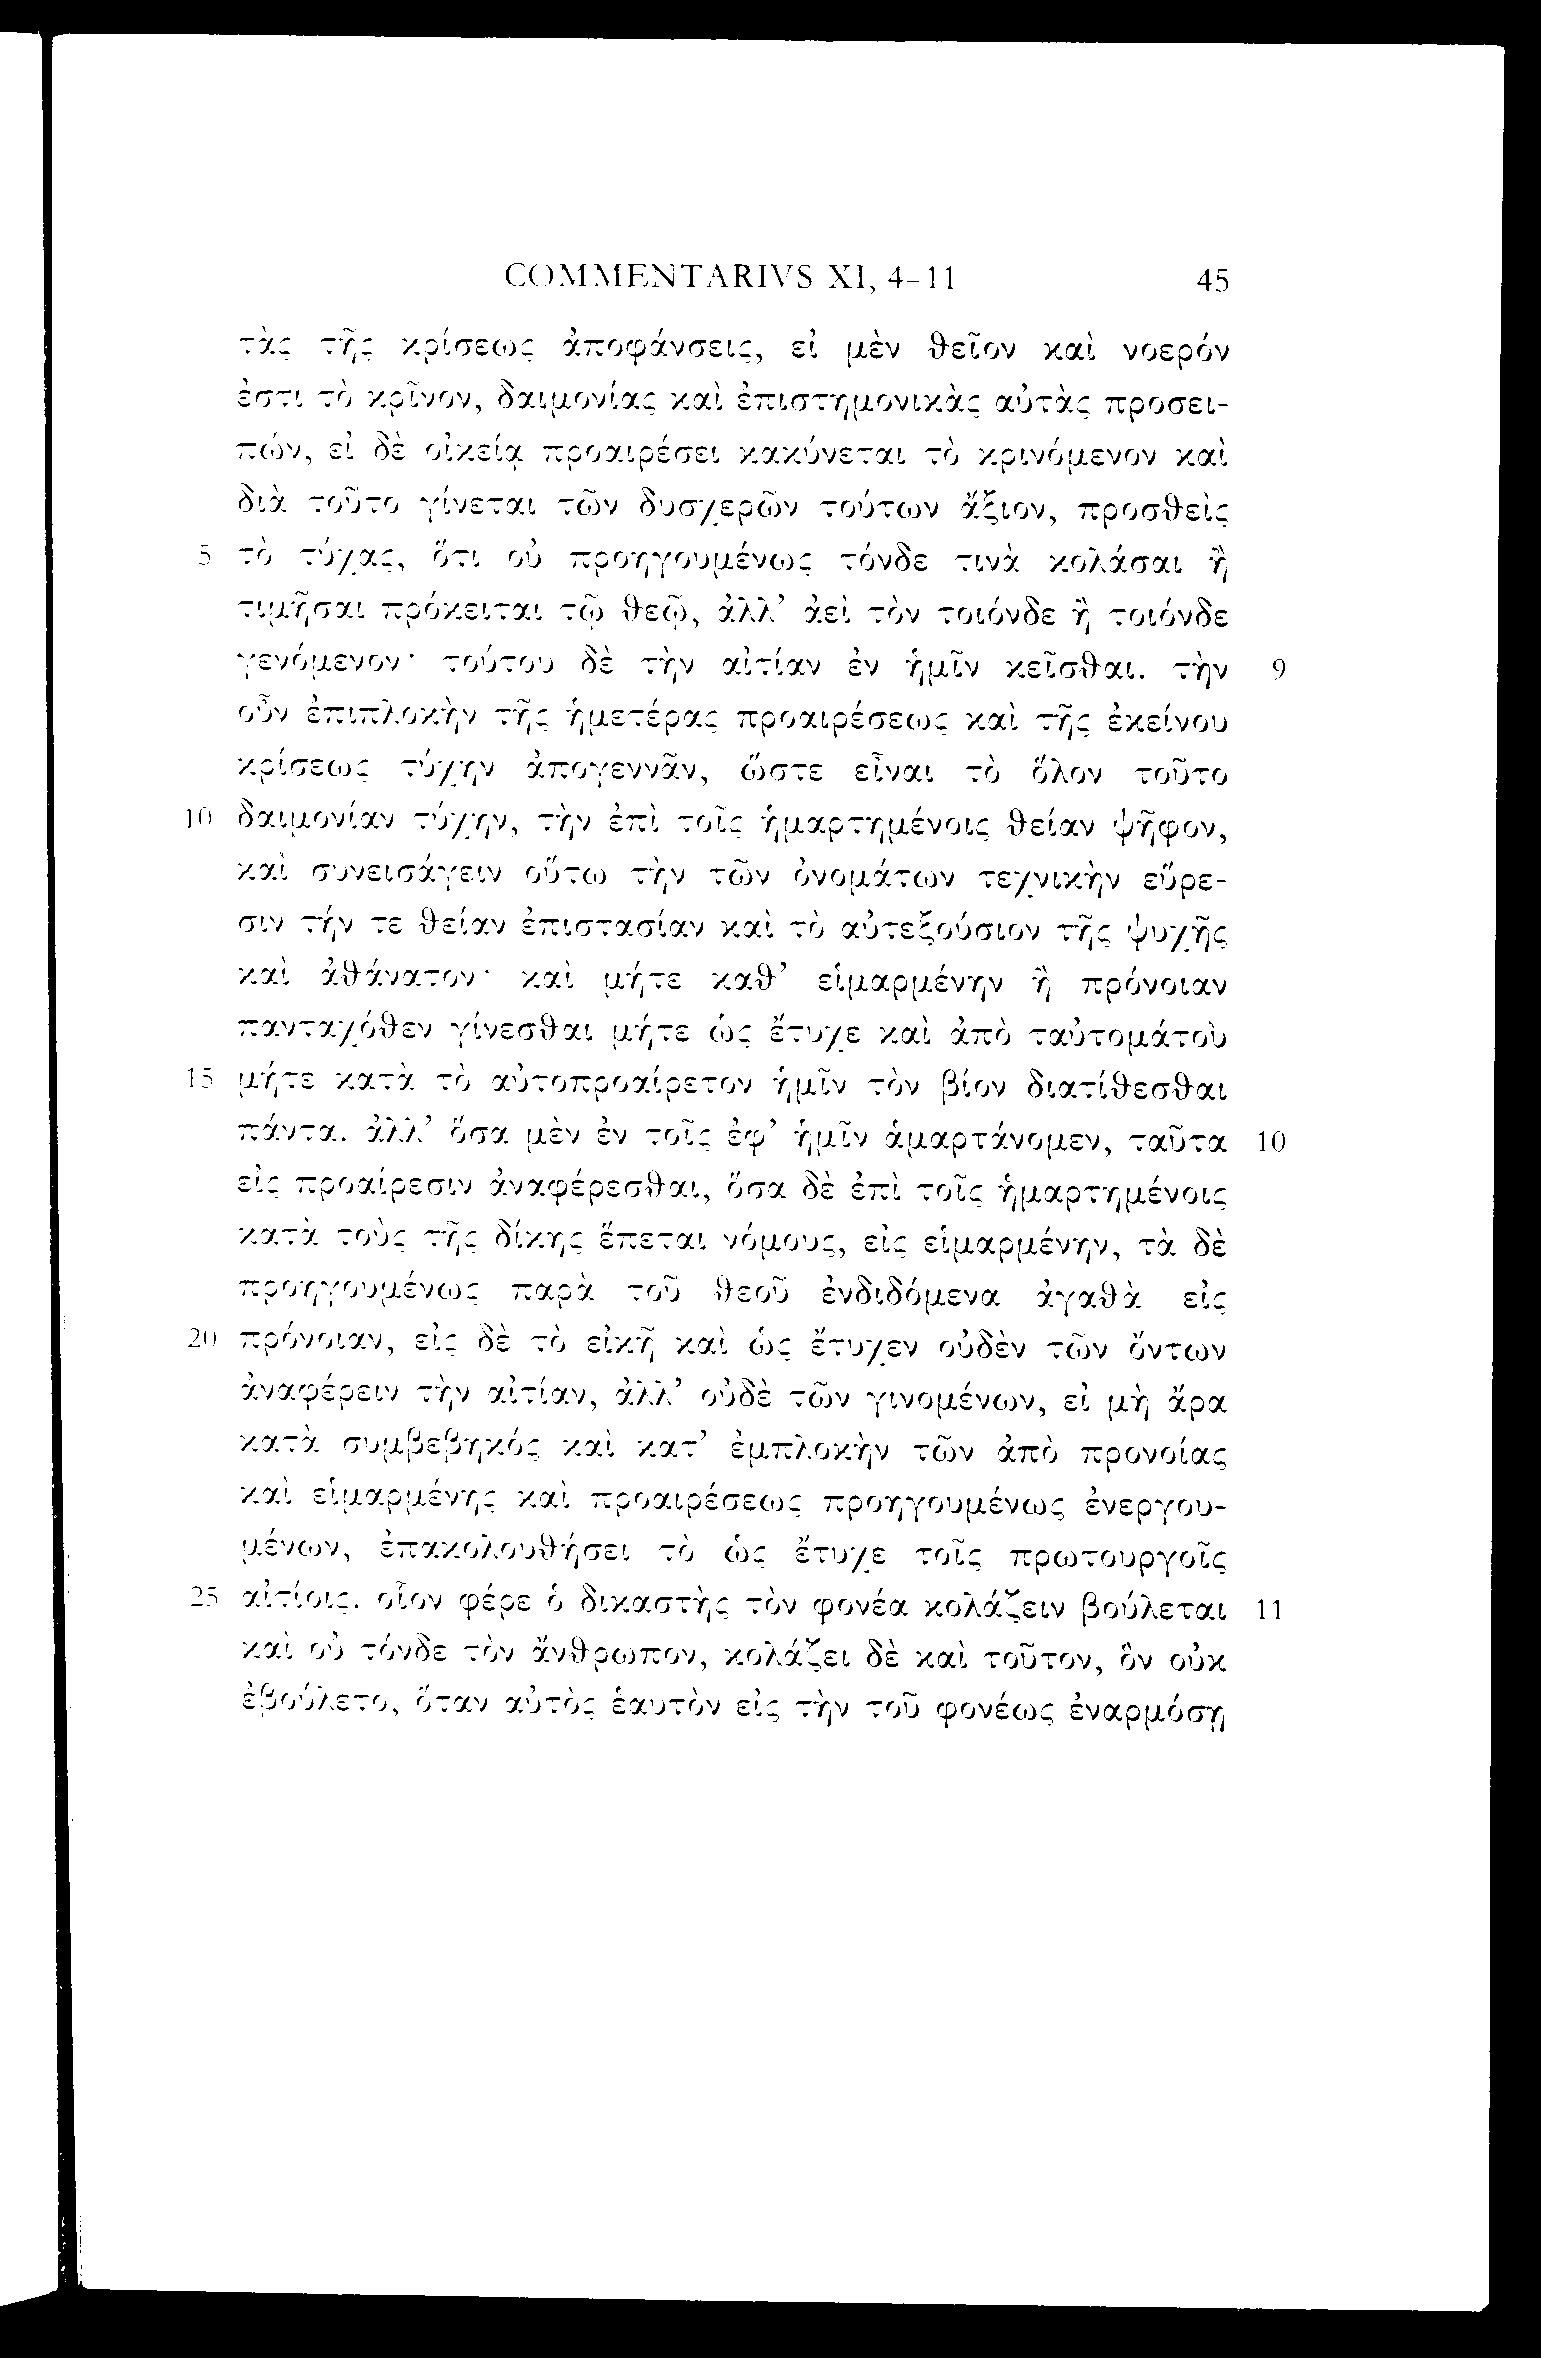 COMMENTARIVS XI, 4-11 45
τὰς τῆς κρίσεως ἀποφάνσεις, εἰ μὲν θεῖον καὶ νοερόν
ἐστι τὸ κρῖνον, δαιμονίας καὶ ἐπιστημονικὰς αὐτὰς προσει-
πών, εἰ δὲ οἰκείᾳ προαιρέσει κακύνεται τὸ κρινόμενον καὶ
διὰ τοῦτο γίνεται τῶν δυσχερῶν τούτων ἄξιον, προσθεὶς
5 τὸ τύχας, ὅτι οὐ προηγουμένως τόνδε τινὰ κολάσαι ἢ
τιμῆσαι πρόκειται τῷ θεῷ, ἀλλ’ ἀεὶ τὸν τοιόνδε ἢ τοιόνδε
γενόμενον· τούτου δὲ τὴν αἰτίαν ἐν ἡμῖν κεῖσθαι. τὴν 9
οὖν ἐπιπλοκὴν τῆς ἡμετέρας προαιρέσεως καὶ τῆς ἐκείνου
κρίσεως τύχην ἀπογεννᾶν, ὥστε εἶναι τὸ ὅλον τοῦτο
10 δαιμονίαν τύχην, τὴν ἐπὶ τοῖς ἡμαρτημένοις θείαν ψῆφον,
καὶ συνεισάγειν οὕτω τὴν τῶν ὀνομάτων τεχνικὴν εὕρε-
σιν τήν τε θείαν ἐπιστασίαν καὶ τὸ αὐτεξούσιον τῆς ψυχῆς
καὶ ἀθάνατον· καὶ μήτε καθ’ εἱμαρμένην ἢ πρόνοιαν
πανταχόθεν γίνεσθαι μήτε ὡς ἔτυχε καὶ ἀπὸ ταὐτομάτου
15 μήτε κατὰ τὸ αὐτοπροαίρετον ἡμῖν τὸν βίον διατίθεσθαι
πάντα. ἀλλ’ ὅσα μὲν ἐν τοῖς ἐφ’ ἡμῖν ἁμαρτάνομεν, ταῦτα 10
εἰς προαίρεσιν ἀναφέρεσθαι, ὅσα δὲ ἐπὶ τοῖς ἡμαρτημένοις
κατὰ τοὺς τῆς δίκης ἕπεται νόμους, εἰς εἱμαρμένην, τὰ δὲ
προηγουμένως παρὰ τοῦ θεοῦ ἐνδιδόμενα ἀγαθὰ εἰς
20 πρόνοιαν, εἰς δὲ τὸ εἰκῇ καὶ ὡς ἔτυχεν οὐδὲν τῶν ὄντων
ἀναφέρειν τὴν αἰτίαν, ἀλλ’ οὐδὲ τῶν γινομένων, εἰ μὴ ἄρα
κατὰ συμβεβηκός καὶ κατ’ ἐμπλοκὴν τῶν ἀπὸ προνοίας
καὶ εἱμαρμένης καὶ προαιρέσεως προηγουμένως ἐνεργου-
μένων, ἐπακολουθήσει τὸ ὡς ἔτυχε τοῖς πρωτουργοῖς
25 αἰτίοις. οἷον φέρε ὁ δικαστὴς τὸν φονέα κολάζειν βούλεται 11
καὶ οὐ τόνδε τὸν ἄνθρωπον, κολάζει δὲ καὶ τοῦτον, ὃν οὐκ
ἐβούλετο, ὅταν αὐτὸς ἑαυτὸν εἰς τὴν τοῦ φονέως ἐναρμόσῃ